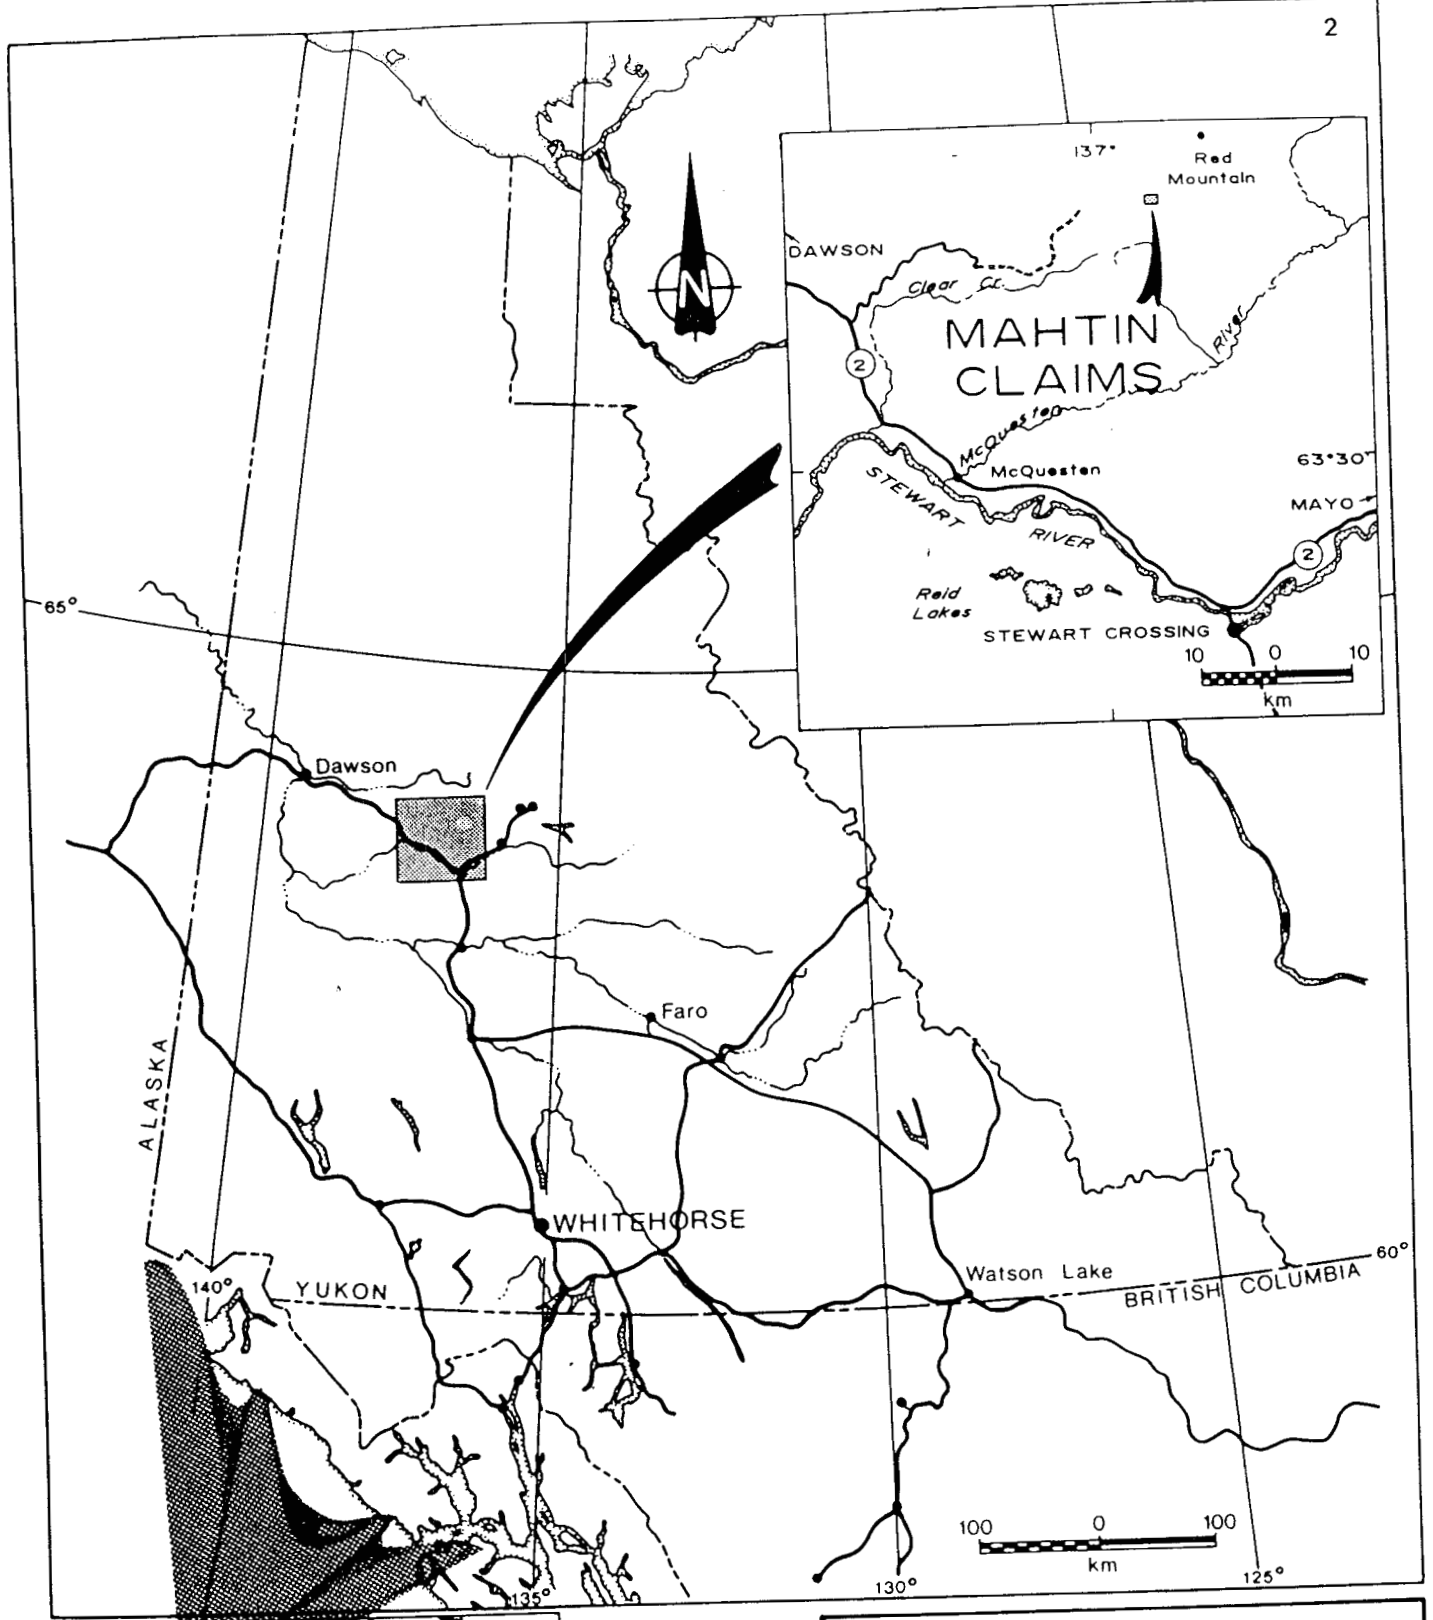 2
137°
Red
Mountain
DAWSON
Clear Cr.
MAHTIN
CLAIMS
2
River
McQuesten
McQuesten
63°30'
MAYO
STEWART
RIVER
2
Reid
Lakes
STEWART CROSSING
10 0 10
km
N
65°
Dawson
Faro
ALASKA
WHITEHORSE
60°
Watson Lake
BRITISH COLUMBIA
140°
YUKON
100 0 100
km
135°
130°
125°